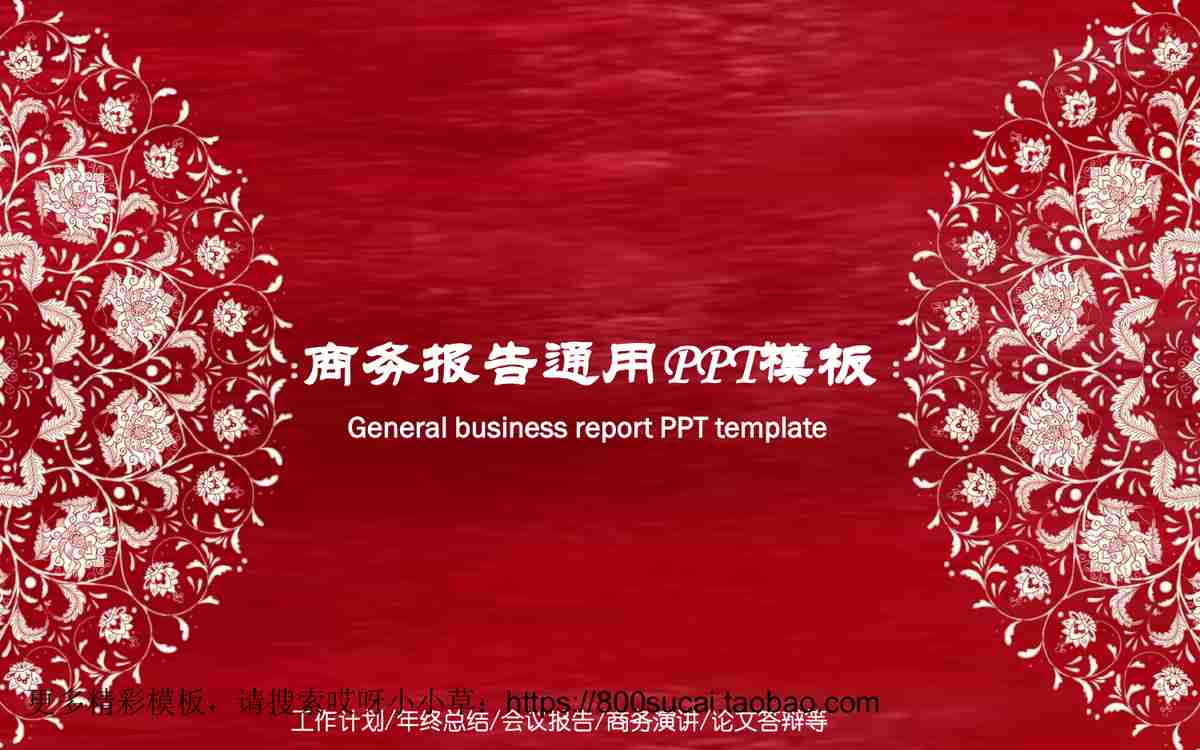 商务报告通用PPT模板
General business report PPT template
更多精彩模板，请搜索哎呀小小草：https://800sucai.taobao.com
工作计划/年终总结/会议报告/商务演讲/论文答辩等